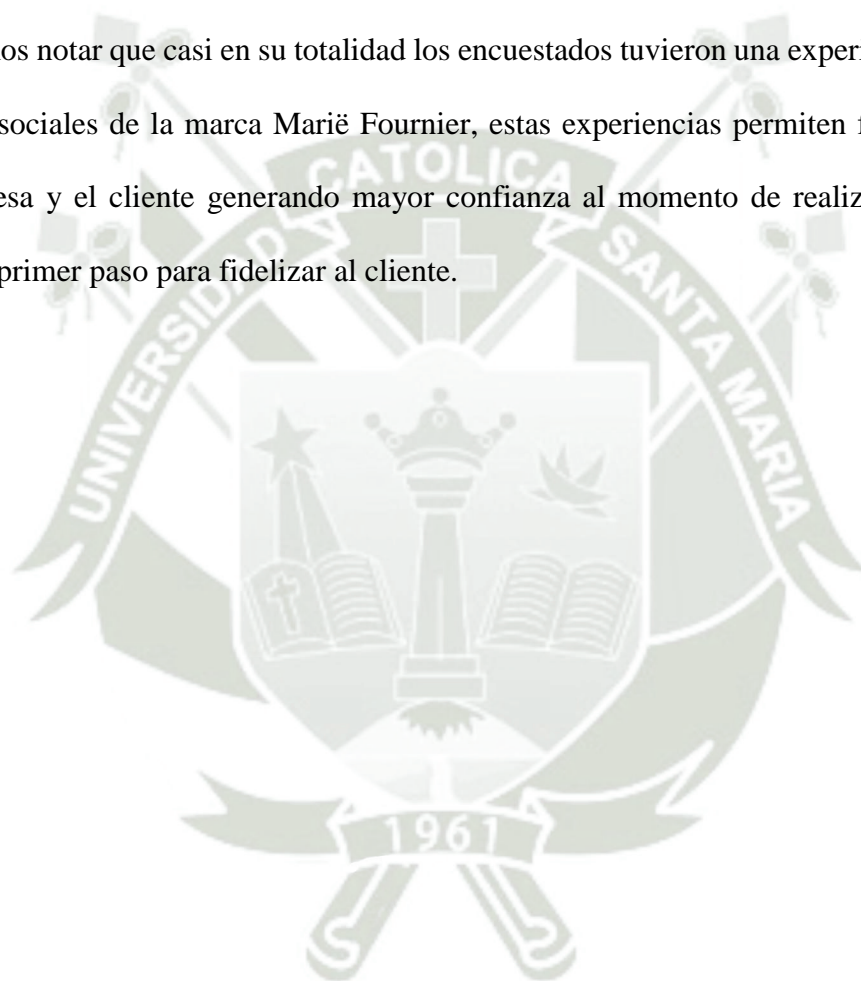 os notar que casi en su totalidad los encuestados tuvieron una experi
sociales de la marca Marië Fournier, estas experiencias permiten
esa y el cliente generando mayor confianza al momento de realiz
primer paso para fidelizar al cliente.
UNIVERSIDAD CATOLICA SANTA MARIA
1961